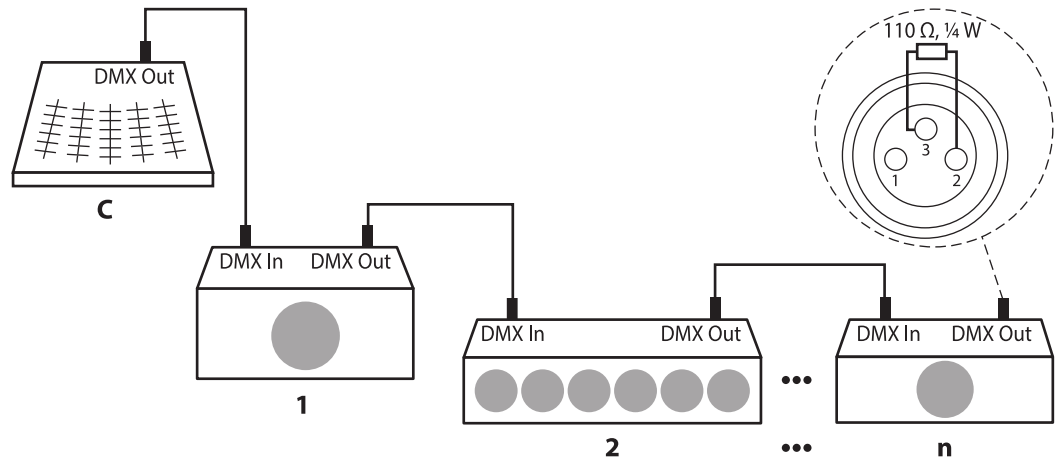 110 Ω, ¼ W
DMX Out
3
1
2
C
DMX In
DMX Out
1
DMX In
DMX Out
DMX In
DMX Out
•••
2
•••
n